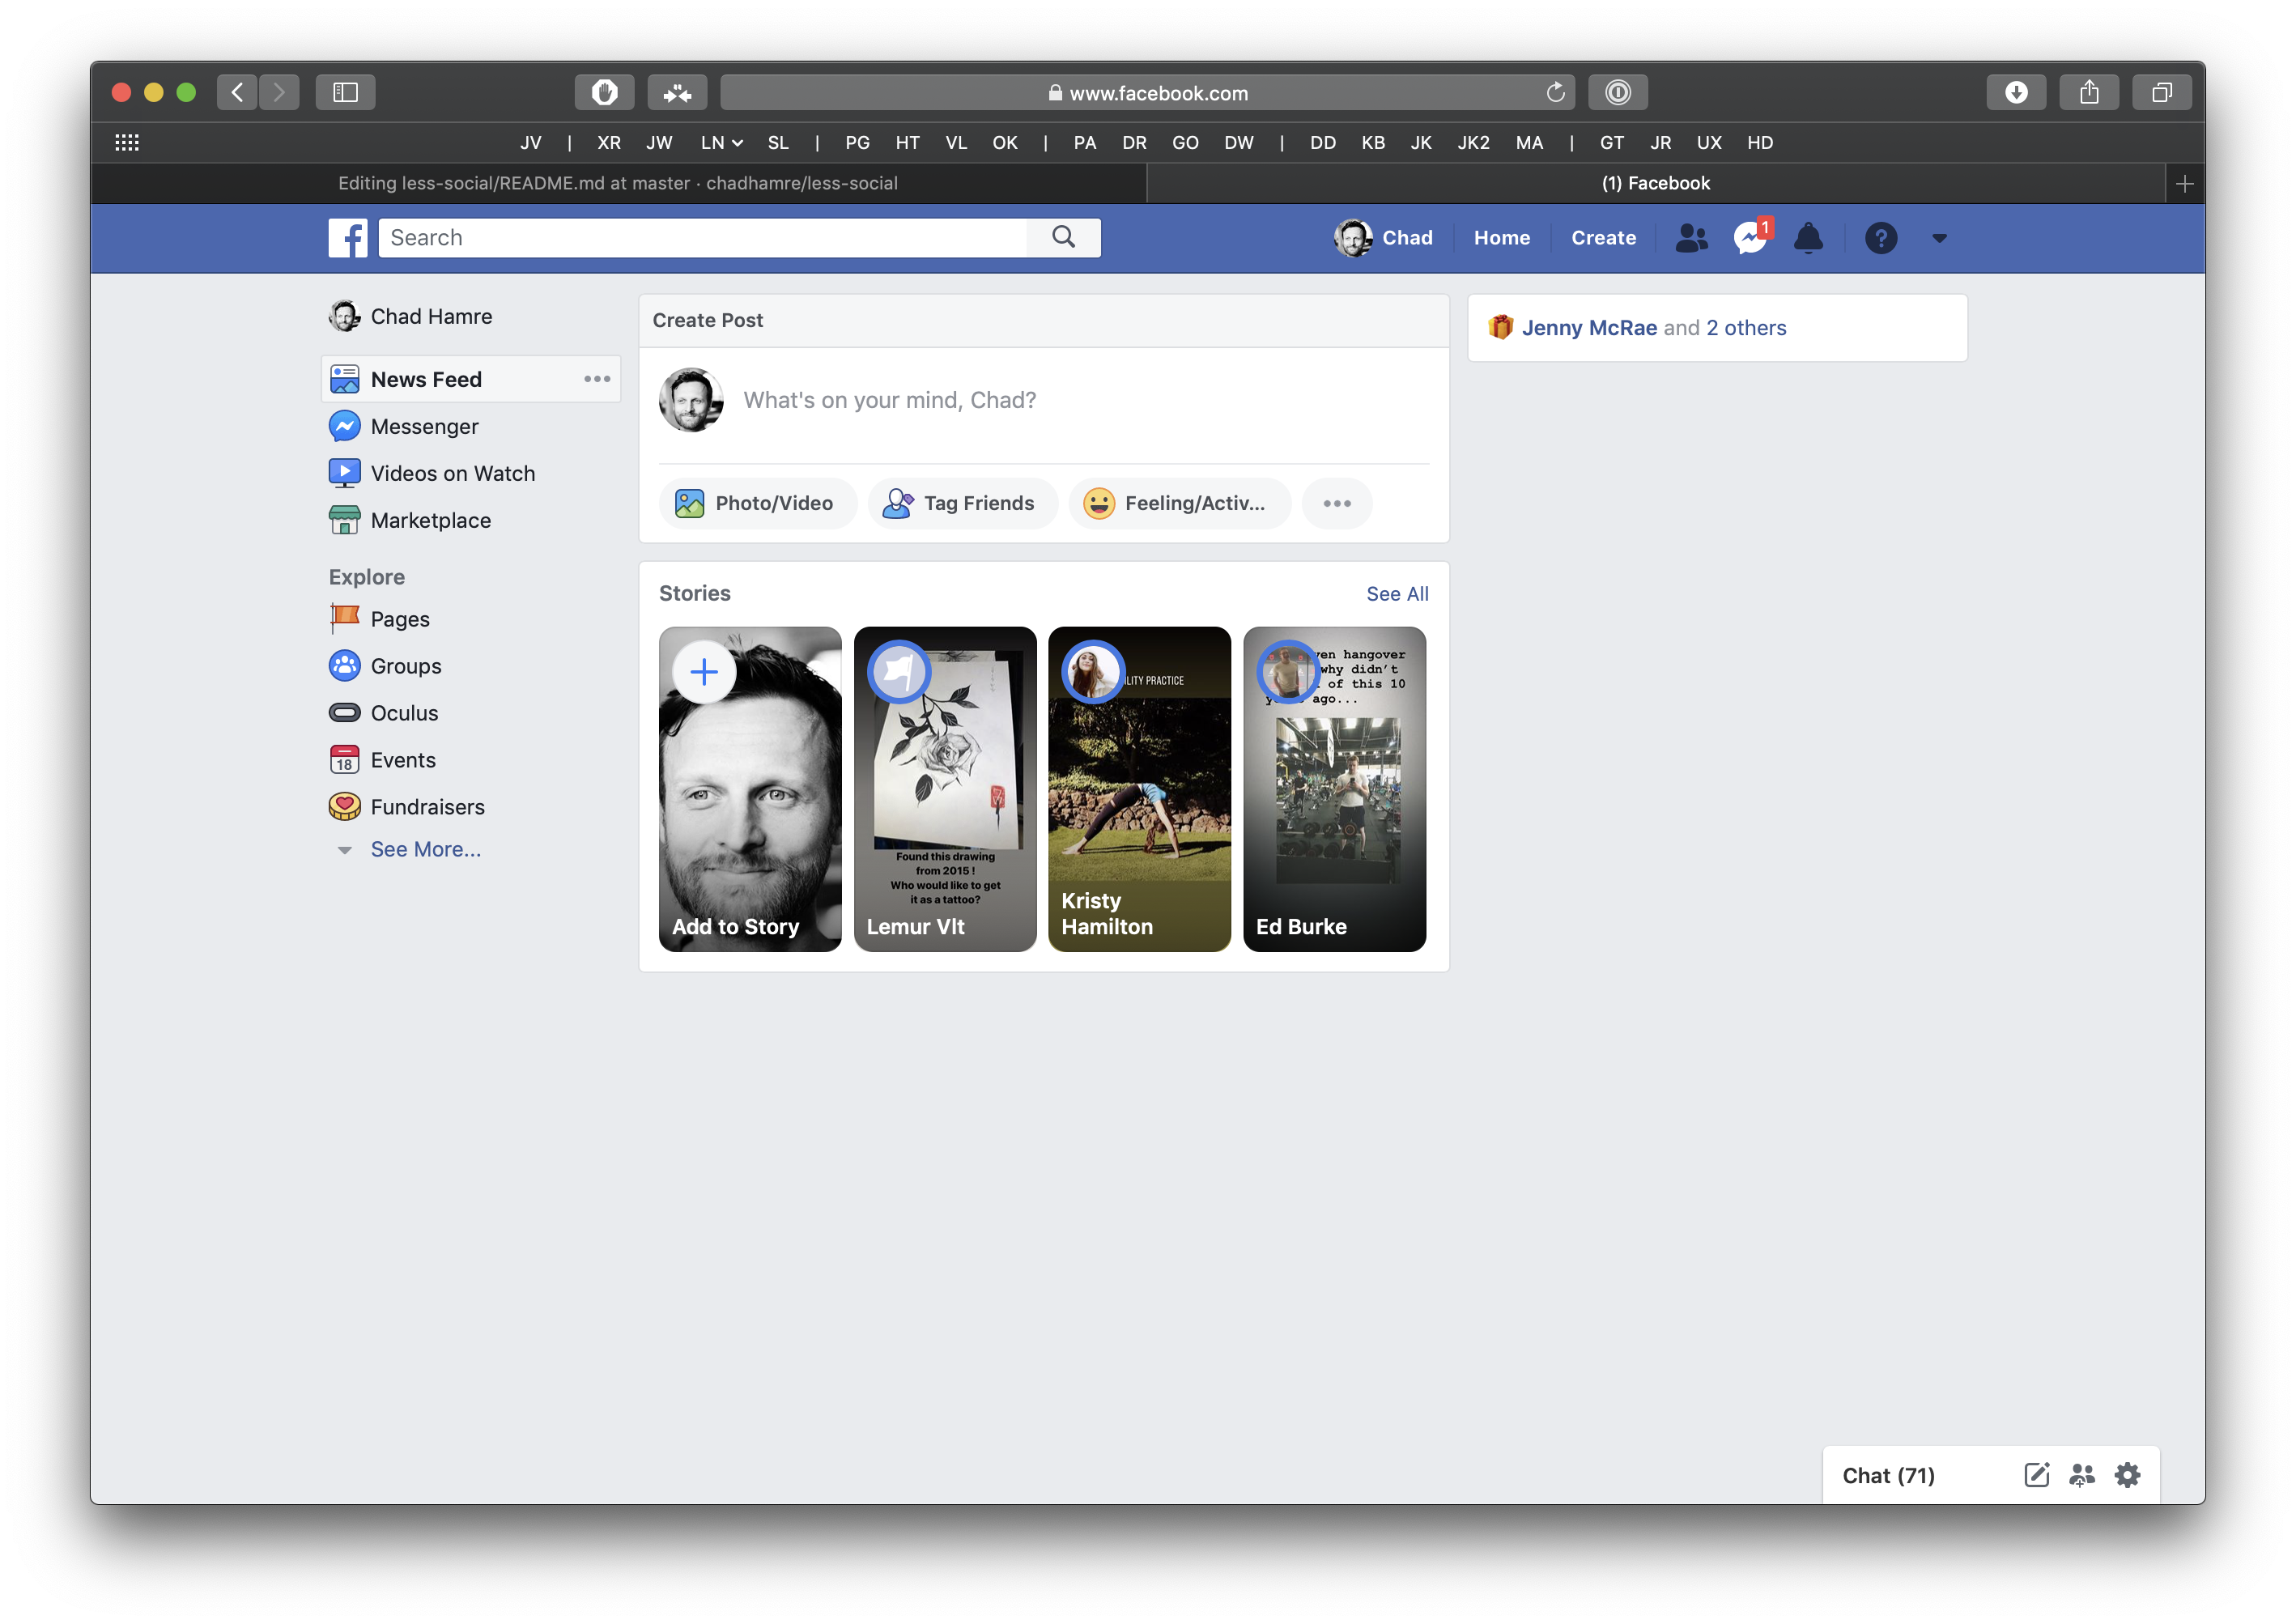 www.facebook.com
JV | XR JW LN SL | PG HT VL OK | PA DR GO DW | DD KB JK JK2 MA | GT JR UX HD
Editing less-social/README.md at master · chadhamre/less-social
(1) Facebook
Search
Chad Home Create 1 ?
Chad Hamre
News Feed
Messenger
Videos on Watch
Marketplace
Explore
Pages
Groups
Oculus
18 Events
Fundraisers
See More...
Create Post
What's on your mind, Chad?
Photo/Video Tag Friends Feeling/Activ...
Stories See All
Add to Story
Found this drawing
from 2015 !
Who would like to get
it as a tattoo?
Lemur Vlt
PRACTICE
Kristy
Hamilton
hangover
why didn't
of this 10
ago...
Ed Burke
Jenny McRae and 2 others
Chat (71)